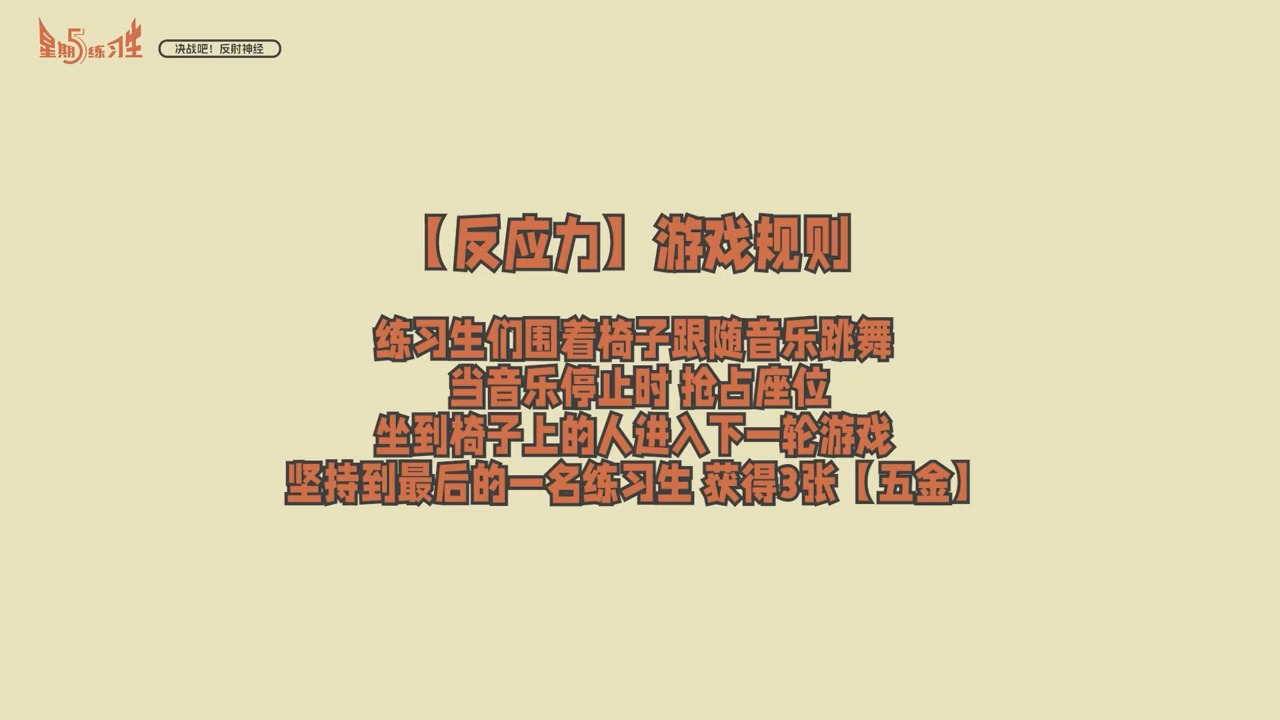 星期5练习生
决战吧！反射神经
【反应力】游戏规则
练习生们围着椅子跟随音乐跳舞
当音乐停止时 抢占座位
坐到椅子上的人进入下一轮游戏
坚持到最后的一名练习生 获得3张【五金】